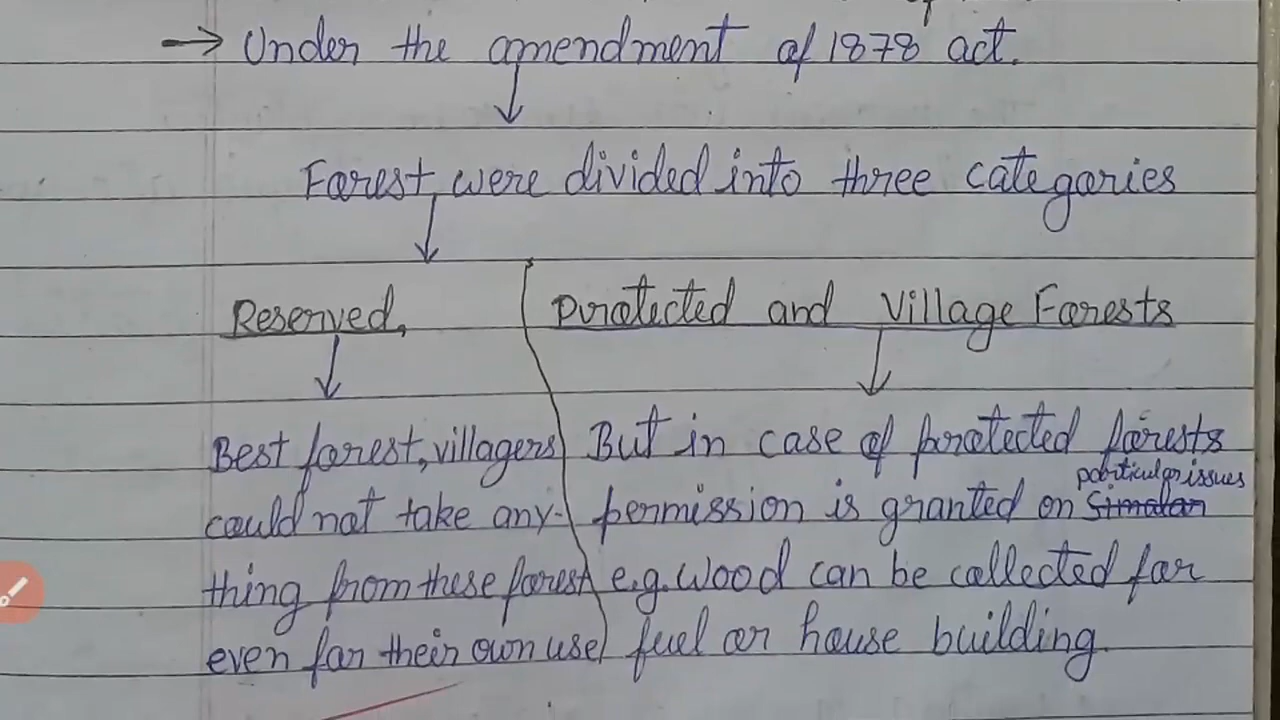 → Under the amendment of 1878 act.
Forest were divided into three categories
Reserved,
Protected and Village Forests
Best forest, villagers
could not take any-
thing from these forest
even for their own use
But in case of protected forests
particular issues
permission is granted on Similar
e.g. wood can be collected for
fuel or house building.